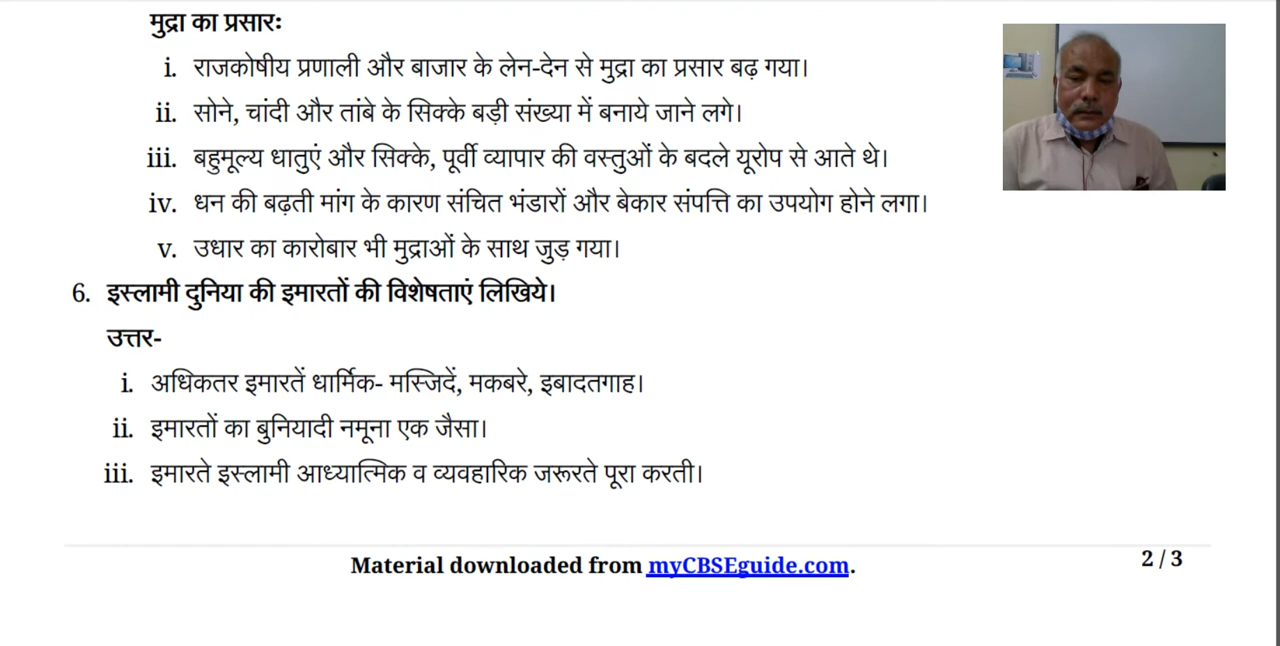 मुद्रा का प्रसारः
i. राजकोषीय प्रणाली और बाजार के लेन-देन से मुद्रा का प्रसार बढ़ गया।
ii. सोने, चांदी और तांबे के सिक्के बड़ी संख्या में बनाये जाने लगे।
iii. बहुमूल्य धातुएं और सिक्के, पूर्वी व्यापार की वस्तुओं के बदले यूरोप से आते थे।
iv. धन की बढ़ती मांग के कारण संचित भंडारों और बेकार संपत्ति का उपयोग होने लगा।
v. उधार का कारोबार भी मुद्राओं के साथ जुड़ गया।
6. इस्लामी दुनिया की इमारतों की विशेषताएं लिखिये।
उत्तर-
i. अधिकतर इमारतें धार्मिक- मस्जिदें, मकबरे, इबादतगाह।
ii. इमारतों का बुनियादी नमूना एक जैसा।
iii. इमारते इस्लामी आध्यात्मिक व व्यवहारिक जरूरते पूरा करती।
Material downloaded from myCBSEguide.com.
2 / 3